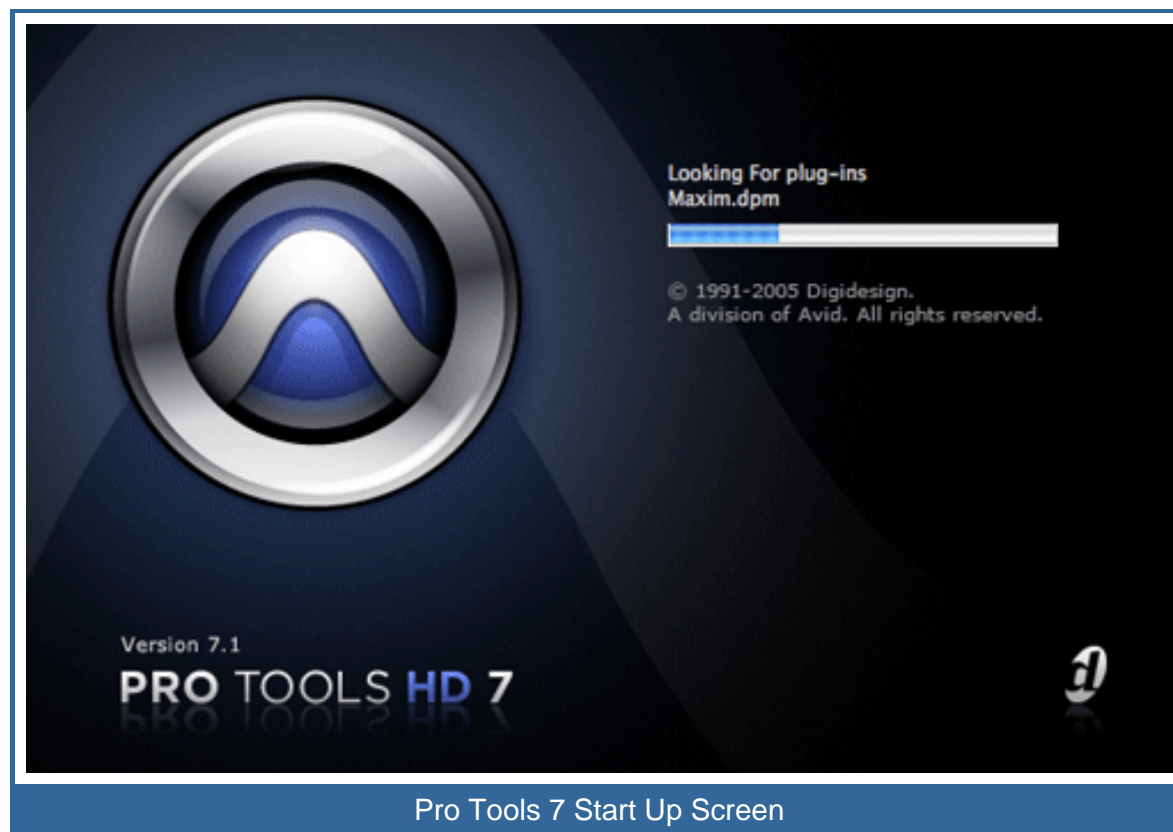 Looking For plug-ins
Maxim.dpm
© 1991-2005 Digidesign.
A division of Avid. All rights reserved.
Version 7.1
PRO TOOLS HD 7
Pro Tools 7 Start Up Screen